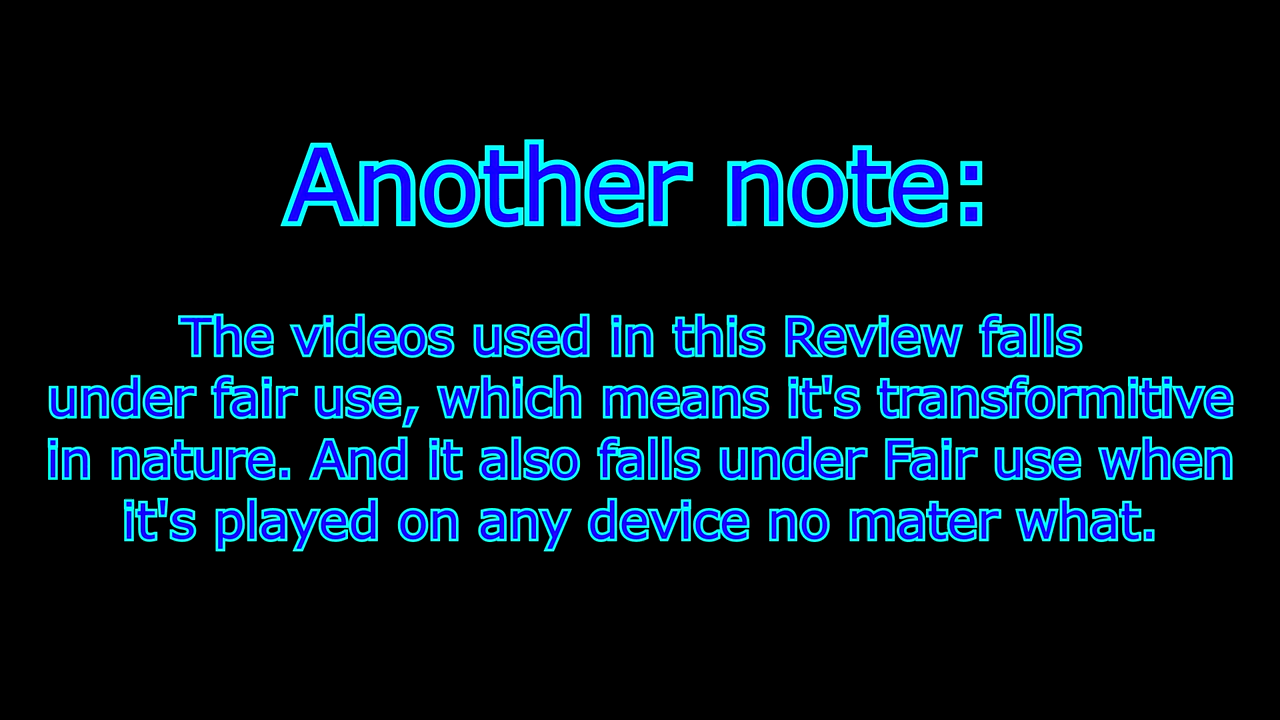 Another note:
The videos used in this Review falls
under fair use, which means it's transformitive
in nature. And it also falls under Fair use when
it's played on any device no mater what.